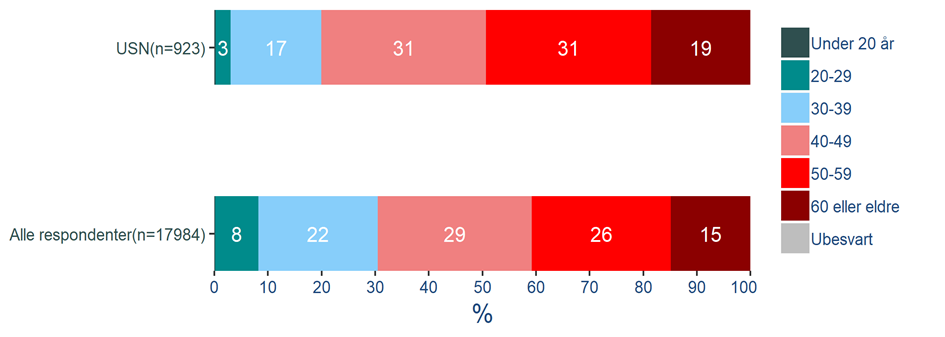 USN(n=923)
3 17 31 31 19
Alle respondenter(n=17984)
8 22 29 26 15
0 10 20 30 40 50 60 70 80 90 100
%
Under 20 år
20-29
30-39
40-49
50-59
60 eller eldre
Ubesvart